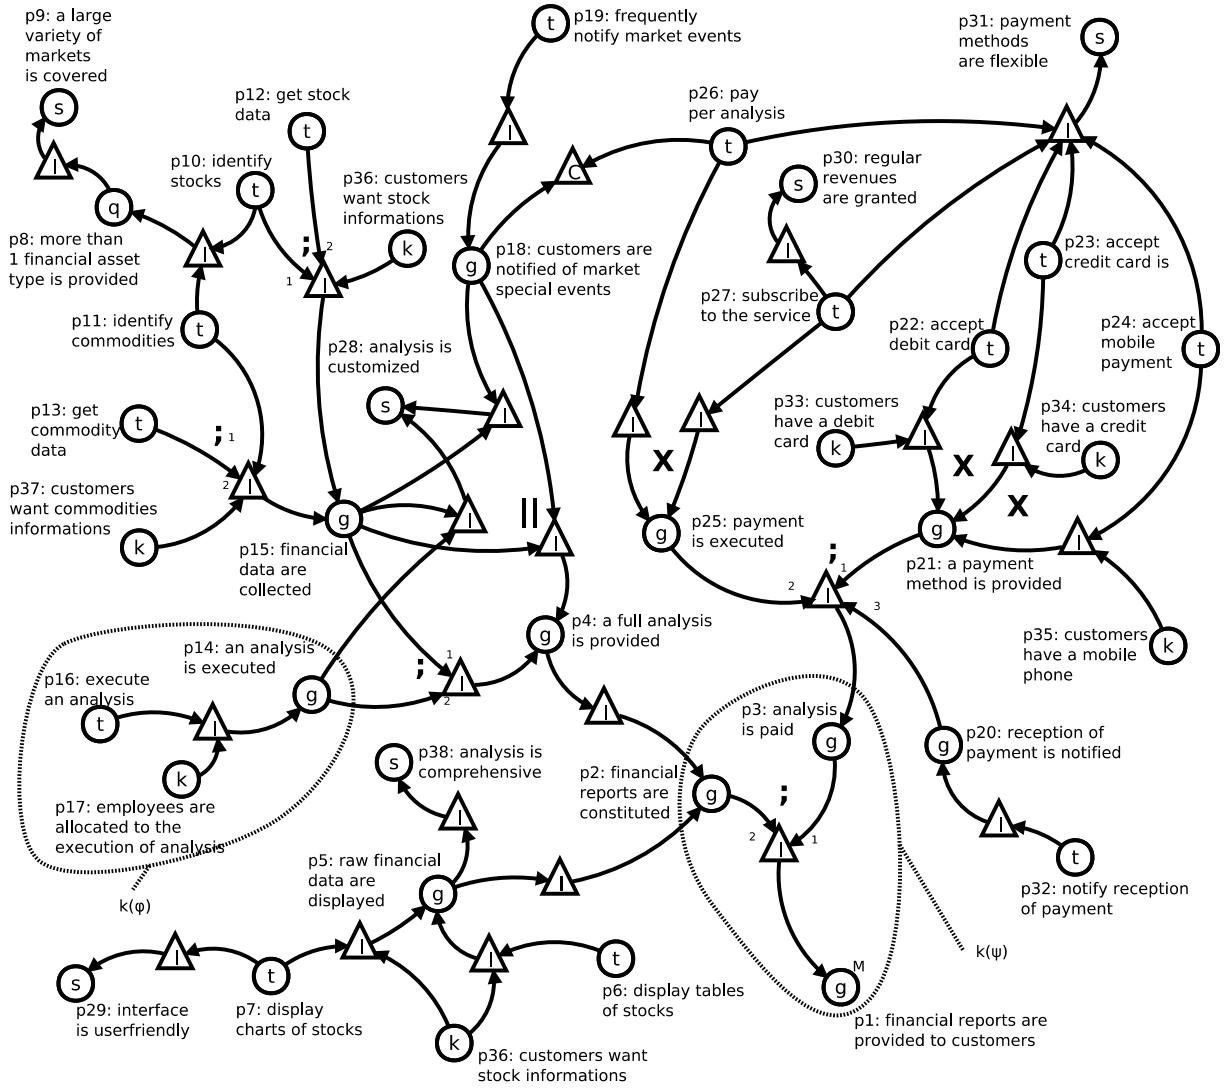 p9: a large
variety of
markets
is covered
s
p19: frequently
notify market events
t
p31: payment
methods
are flexible
s
p12: get stock
data
t
p26: pay
per analysis
t
I
I
I
C
p10: identify
stocks
t
p36: customers
want stock
informations
k
p30: regular
revenues
are granted
s
q
p8: more than
1 financial asset
type is provided
I
; 2
1
I
g
p18: customers are
notified of market
special events
I
p23: accept
credit card is
t
p27: subscribe
to the service
t
p11: identify
commodities
t
p28: analysis is
customized
s
p22: accept
debit card
t
p24: accept
mobile
payment
t
p13: get
commodity
data
t
; 1
2
I
I
I
I
p33: customers
have a debit
card
k
I
p34: customers
have a credit
card
k
I
X
X
X
p37: customers
want commodities
informations
k
g
p15: financial
data are
collected
I
||
I
g
p25: payment
is executed
g
p21: a payment
method is provided
I
;
1
2
3
I
p14: an analysis
is executed
g
p16: execute
an analysis
t
I
k
p17: employees are
allocated to the
execution of analysis
k(φ)
;
1
2
I
g
p4: a full analysis
is provided
I
p35: customers
have a mobile
phone
k
p3: analysis
is paid
g
g
p20: reception of
payment is notified
p38: analysis is
comprehensive
s
I
p2: financial
reports are
constituted
g
;
2
1
I
I
t
p32: notify reception
of payment
p5: raw financial
data are
displayed
g
I
I
I
I
s
p29: interface
is userfriendly
t
p7: display
charts of stocks
t
p6: display tables
of stocks
k
p36: customers want
stock informations
g
M
p1: financial reports are
provided to customers
k(ψ)